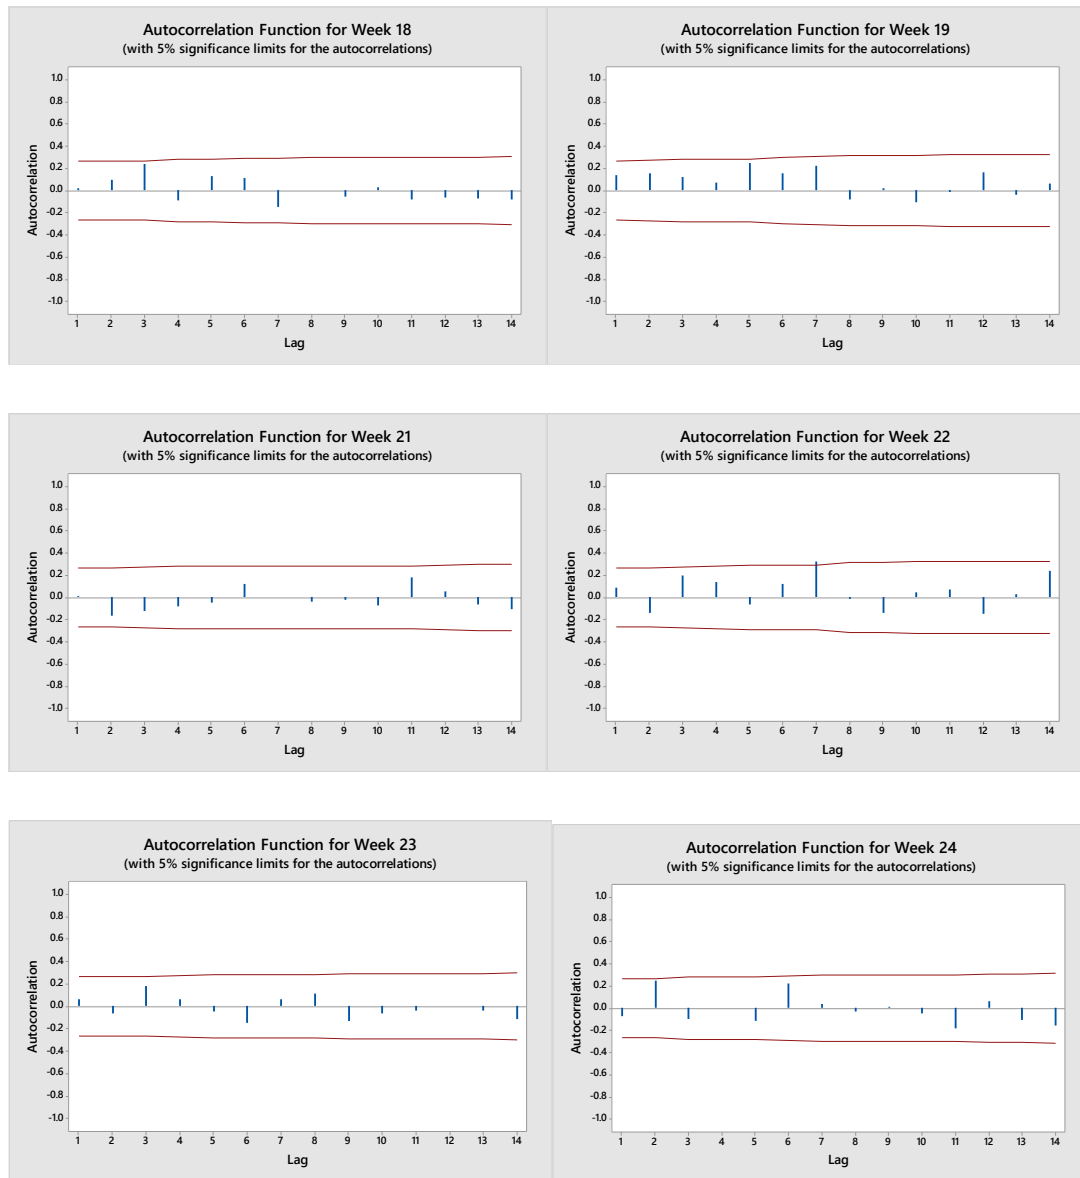 Autocorrelation Function for Week 18
(with 5% significance limits for the autocorrelations)
Autocorrelation
1.0
0.8
0.6
0.4
0.2
0.0
-0.2
-0.4
-0.6
-0.8
-1.0
1 2 3 4 5 6 7 8 9 10 11 12 13 14
Lag
Autocorrelation Function for Week 19
(with 5% significance limits for the autocorrelations)
Autocorrelation
1.0
0.8
0.6
0.4
0.2
0.0
-0.2
-0.4
-0.6
-0.8
-1.0
1 2 3 4 5 6 7 8 9 10 11 12 13 14
Lag
Autocorrelation Function for Week 21
(with 5% significance limits for the autocorrelations)
Autocorrelation
1.0
0.8
0.6
0.4
0.2
0.0
-0.2
-0.4
-0.6
-0.8
-1.0
1 2 3 4 5 6 7 8 9 10 11 12 13 14
Lag
Autocorrelation Function for Week 22
(with 5% significance limits for the autocorrelations)
Autocorrelation
1.0
0.8
0.6
0.4
0.2
0.0
-0.2
-0.4
-0.6
-0.8
-1.0
1 2 3 4 5 6 7 8 9 10 11 12 13 14
Lag
Autocorrelation Function for Week 23
(with 5% significance limits for the autocorrelations)
Autocorrelation
1.0
0.8
0.6
0.4
0.2
0.0
-0.2
-0.4
-0.6
-0.8
-1.0
1 2 3 4 5 6 7 8 9 10 11 12 13 14
Lag
Autocorrelation Function for Week 24
(with 5% significance limits for the autocorrelations)
Autocorrelation
1.0
0.8
0.6
0.4
0.2
0.0
-0.2
-0.4
-0.6
-0.8
-1.0
1 2 3 4 5 6 7 8 9 10 11 12 13 14
Lag